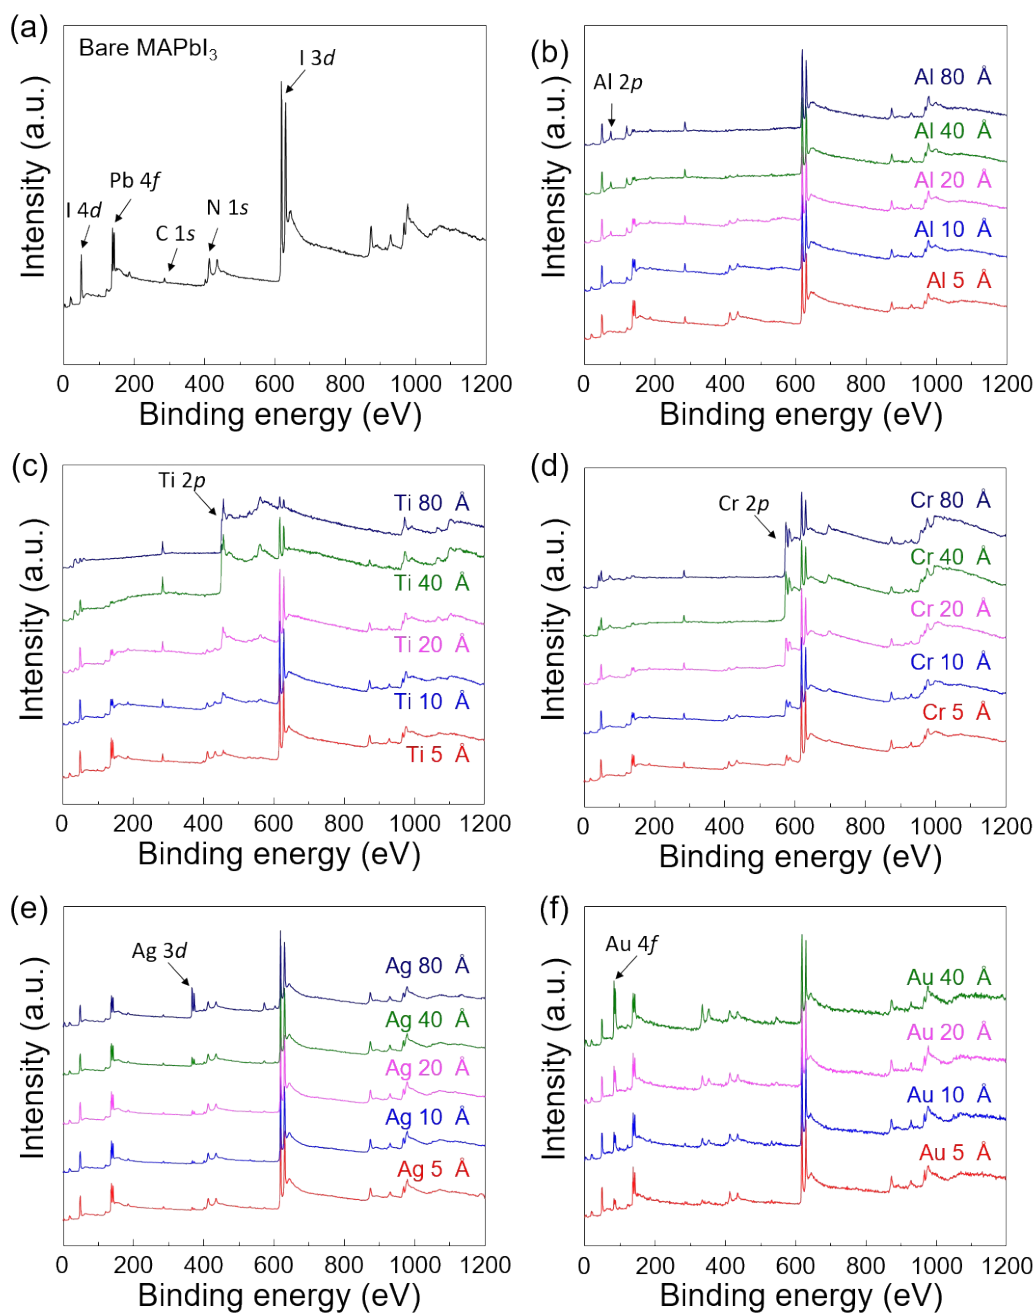 (a)
Bare MAPbI3
I 3d
Pb 4f
I 4d
N 1s
C 1s
Intensity (a.u.)
0 200 400 600 800 1000 1200
Binding energy (eV)
(b)
Al 2p
Al 80 Å
Al 40 Å
Al 20 Å
Al 10 Å
Al 5 Å
Intensity (a.u.)
0 200 400 600 800 1000 1200
Binding energy (eV)
(c)
Ti 2p
Ti 80 Å
Ti 40 Å
Ti 20 Å
Ti 10 Å
Ti 5 Å
Intensity (a.u.)
0 200 400 600 800 1000 1200
Binding energy (eV)
(d)
Cr 2p
Cr 80 Å
Cr 40 Å
Cr 20 Å
Cr 10 Å
Cr 5 Å
Intensity (a.u.)
0 200 400 600 800 1000 1200
Binding energy (eV)
(e)
Ag 3d
Ag 80 Å
Ag 40 Å
Ag 20 Å
Ag 10 Å
Ag 5 Å
Intensity (a.u.)
0 200 400 600 800 1000 1200
Binding energy (eV)
(f)
Au 4f
Au 40 Å
Au 20 Å
Au 10 Å
Au 5 Å
Intensity (a.u.)
0 200 400 600 800 1000 1200
Binding energy (eV)